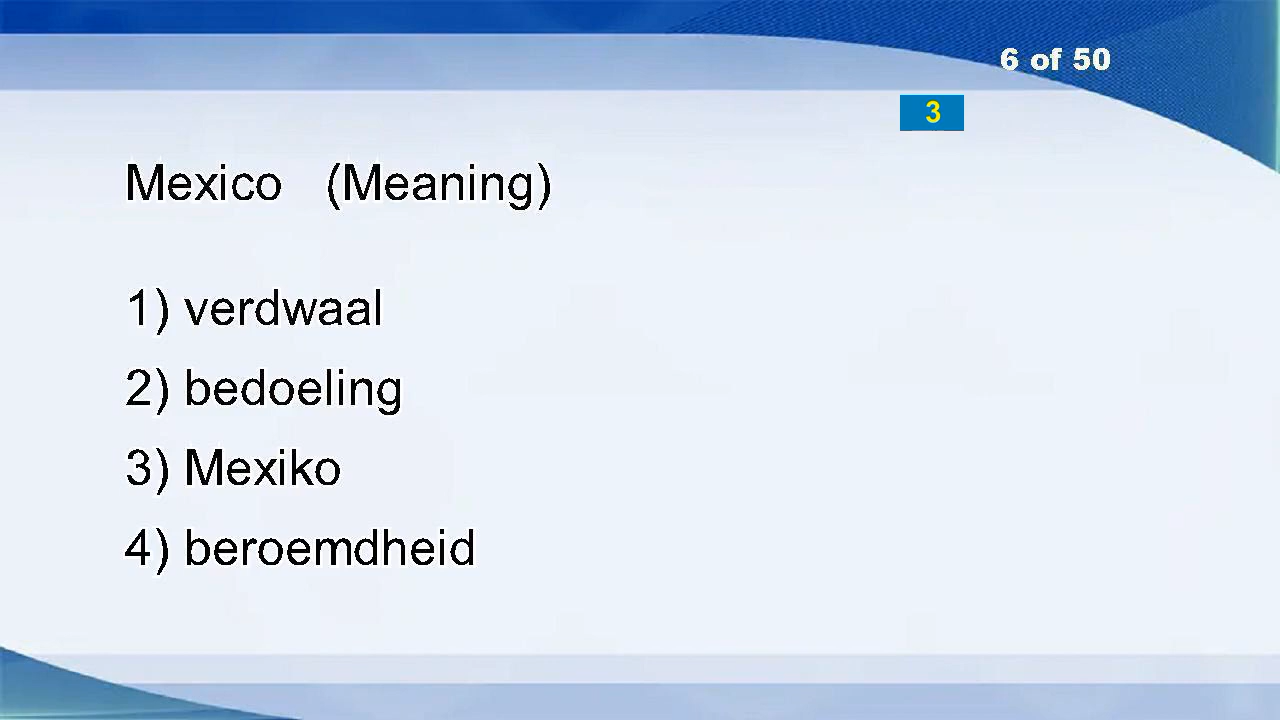 6 of 50
3
Mexico (Meaning)
1) verdwaal
2) bedoeling
3) Mexiko
4) beroemdheid